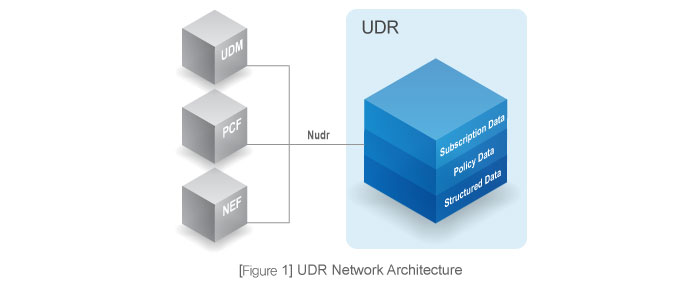 UDM
PCF
NEF
Nudr
UDR
Subscription Data
Policy Data
Structured Data
[Figure 1] UDR Network Architecture